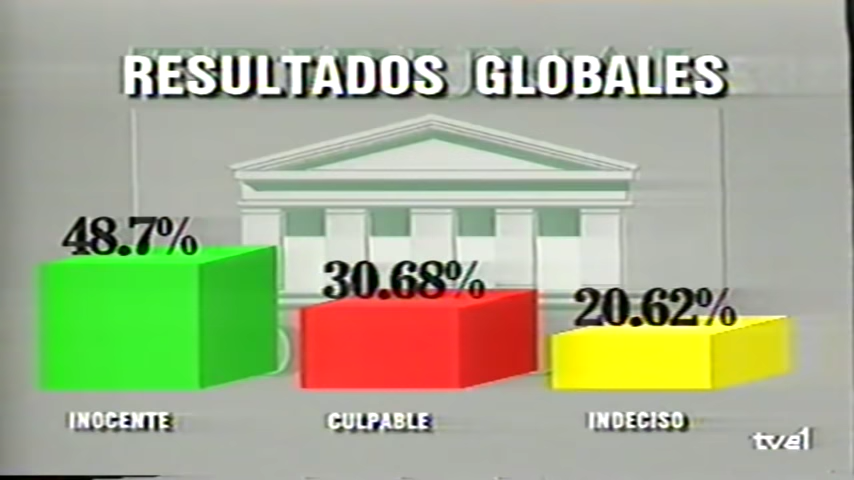 RESULTADOS GLOBALES
48.7%
30.68%
20.62%
INOCENTE
CULPABLE
INDECISO
tve1